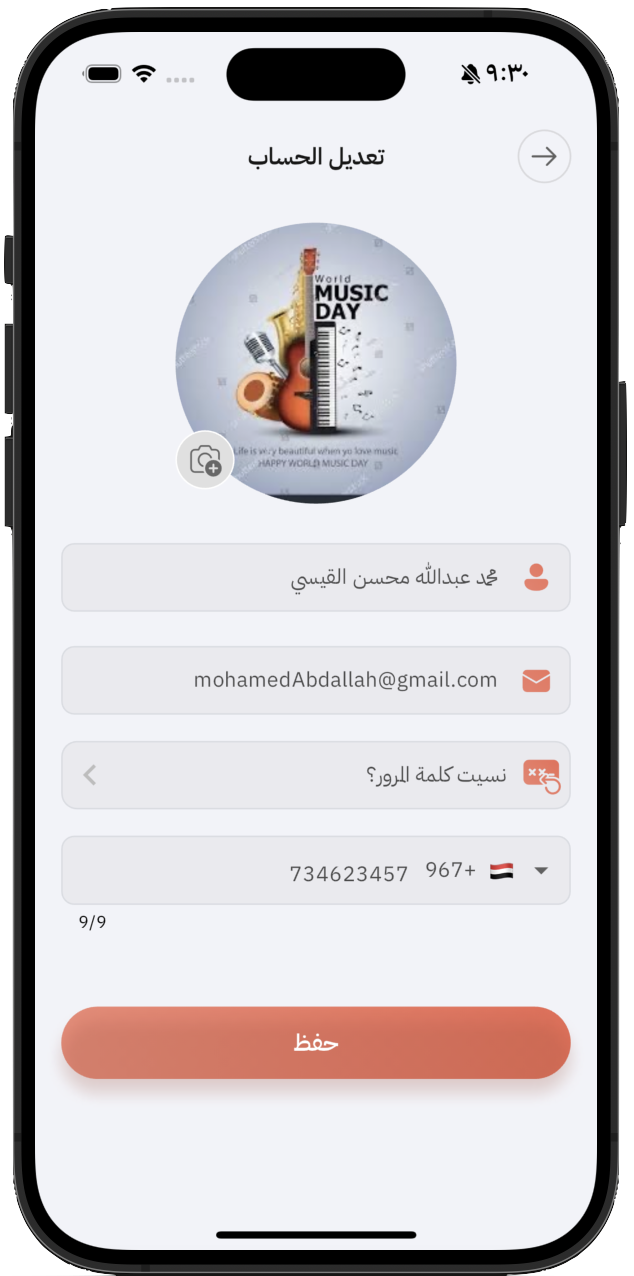 ٩:٣٠
تعديل الحساب
World
MUSIC
DAY
Life is very beautiful when yo love music
HAPPY WORLD MUSIC DAY
محمد عبدالله محسن القيسي
mohamedAbdallah@gmail.com
نسيت كلمة المرور؟
967+ 734623457
9/9
حفظ